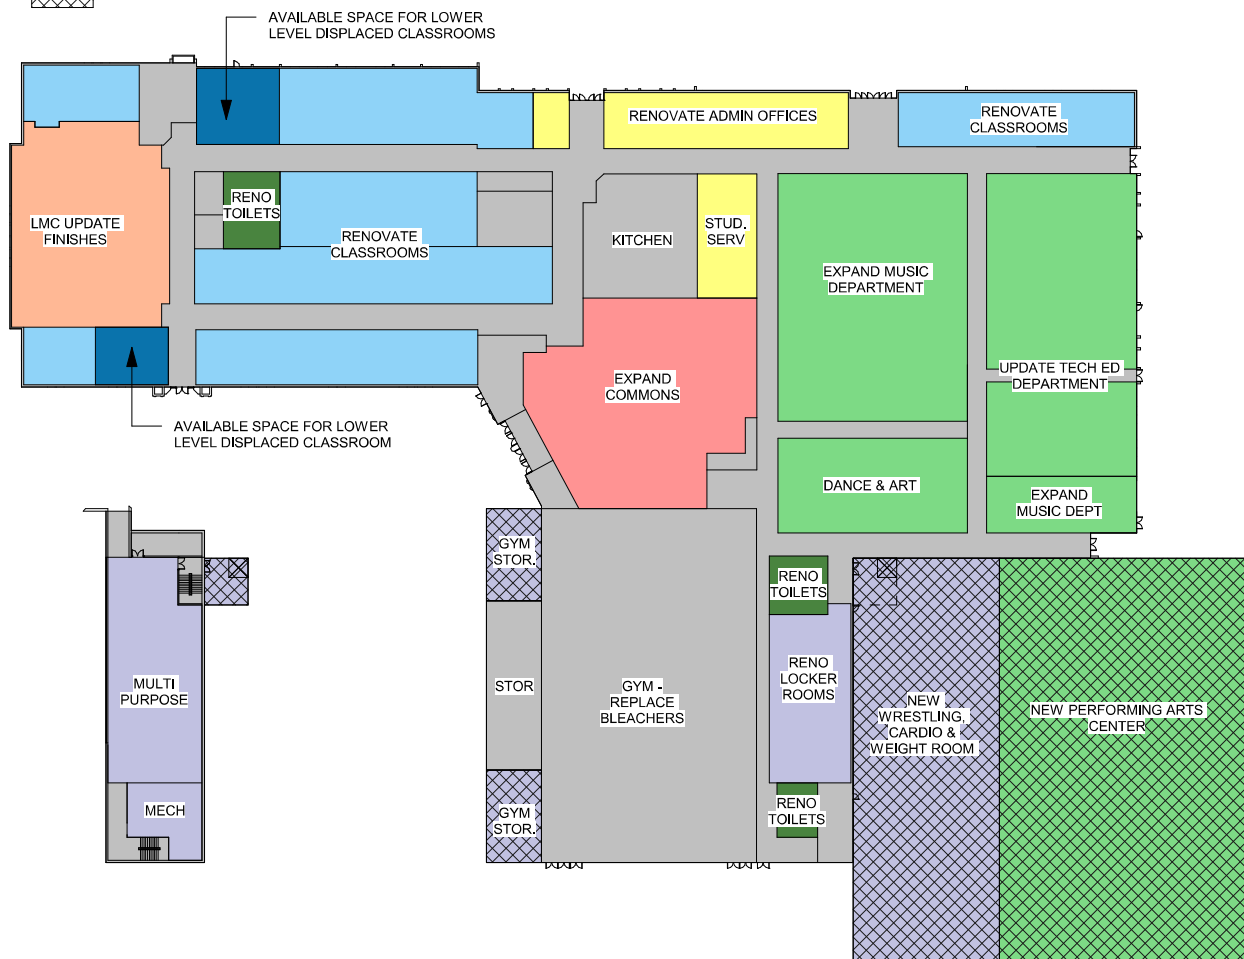 AVAILABLE SPACE FOR LOWER
LEVEL DISPLACED CLASSROOMS
RENOVATE ADMIN OFFICES
RENOVATE
CLASSROOMS
LMC UPDATE
FINISHES
RENO
TOILETS
RENOVATE
CLASSROOMS
KITCHEN
STUD.
SERV
EXPAND MUSIC
DEPARTMENT
UPDATE TECH ED
DEPARTMENT
EXPAND
COMMONS
AVAILABLE SPACE FOR LOWER
LEVEL DISPLACED CLASSROOM
DANCE & ART
EXPAND
MUSIC DEPT
GYM
STOR.
RENO
TOILETS
MULTI
PURPOSE
STOR
GYM -
REPLACE
BLEACHERS
RENO
LOCKER
ROOMS
NEW
WRESTLING,
CARDIO &
WEIGHT ROOM
NEW PERFORMING ARTS
CENTER
MECH
GYM
STOR.
RENO
TOILETS